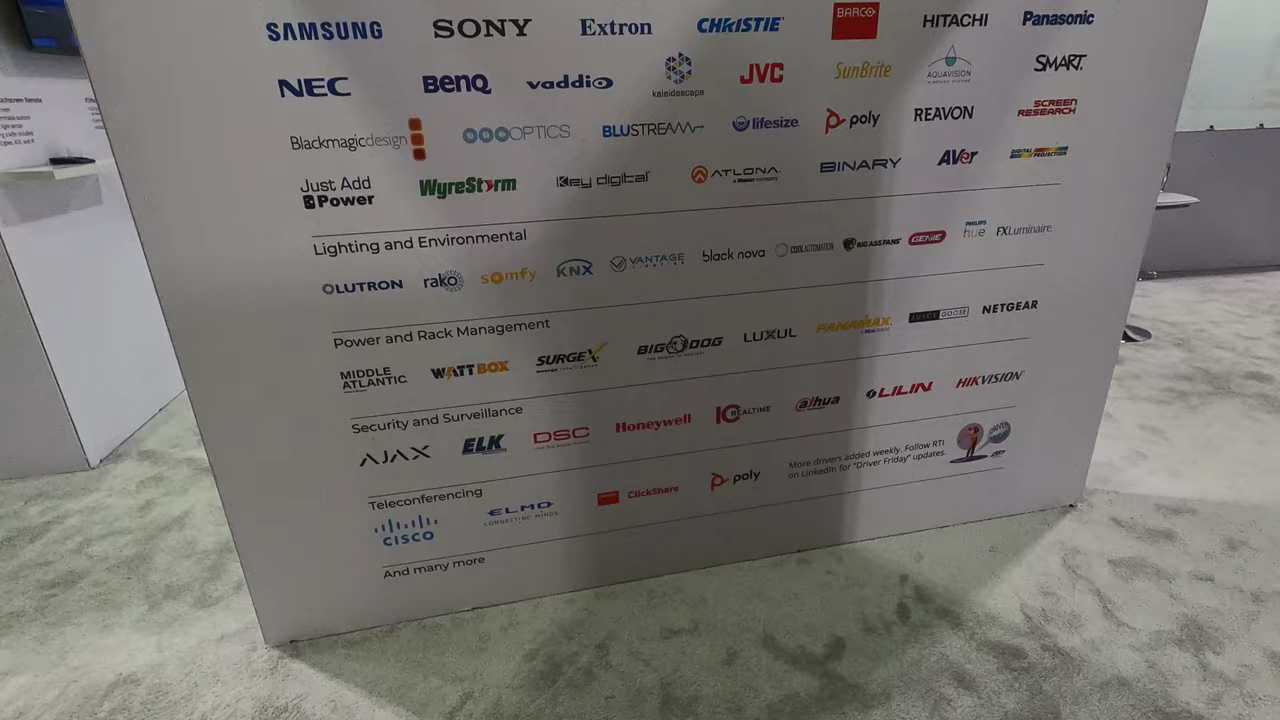 SAMSUNG SONY Extron CHRISTIE BARCO HITACHI Panasonic
NEC BenQ vaddio kaleidescape JVC SunBrite AQUAVISION SMART
Blackmagicdesign PTZOPTICS BLUSTREAM lifesize poly REAVON SCREEN RESEARCH
Just Add Power WyreStorm Key digital ATLONA BINARY AVer DIGITAL PROJECTION
Lighting and Environmental
LUTRON rako somfy KNX VANTAGE black nova COOLAUTOMATION BIG ASS FANS GENIE PHILIPS hue FXLuminaire.
Power and Rack Management
MIDDLE ATLANTIC WATTBOX SURGEX BIG DOG LUXUL PANAMAX JUICE GOOSE NETGEAR
Security and Surveillance
AJAX ELK DSC Honeywell IC REALTIME alhua LILIN HIKVISION
Teleconferencing
CISCO ELMO CONNECTING MINDS ClickShare poly
More drivers added weekly. Follow RTI
on LinkedIn for "Driver Friday" updates.
And many more